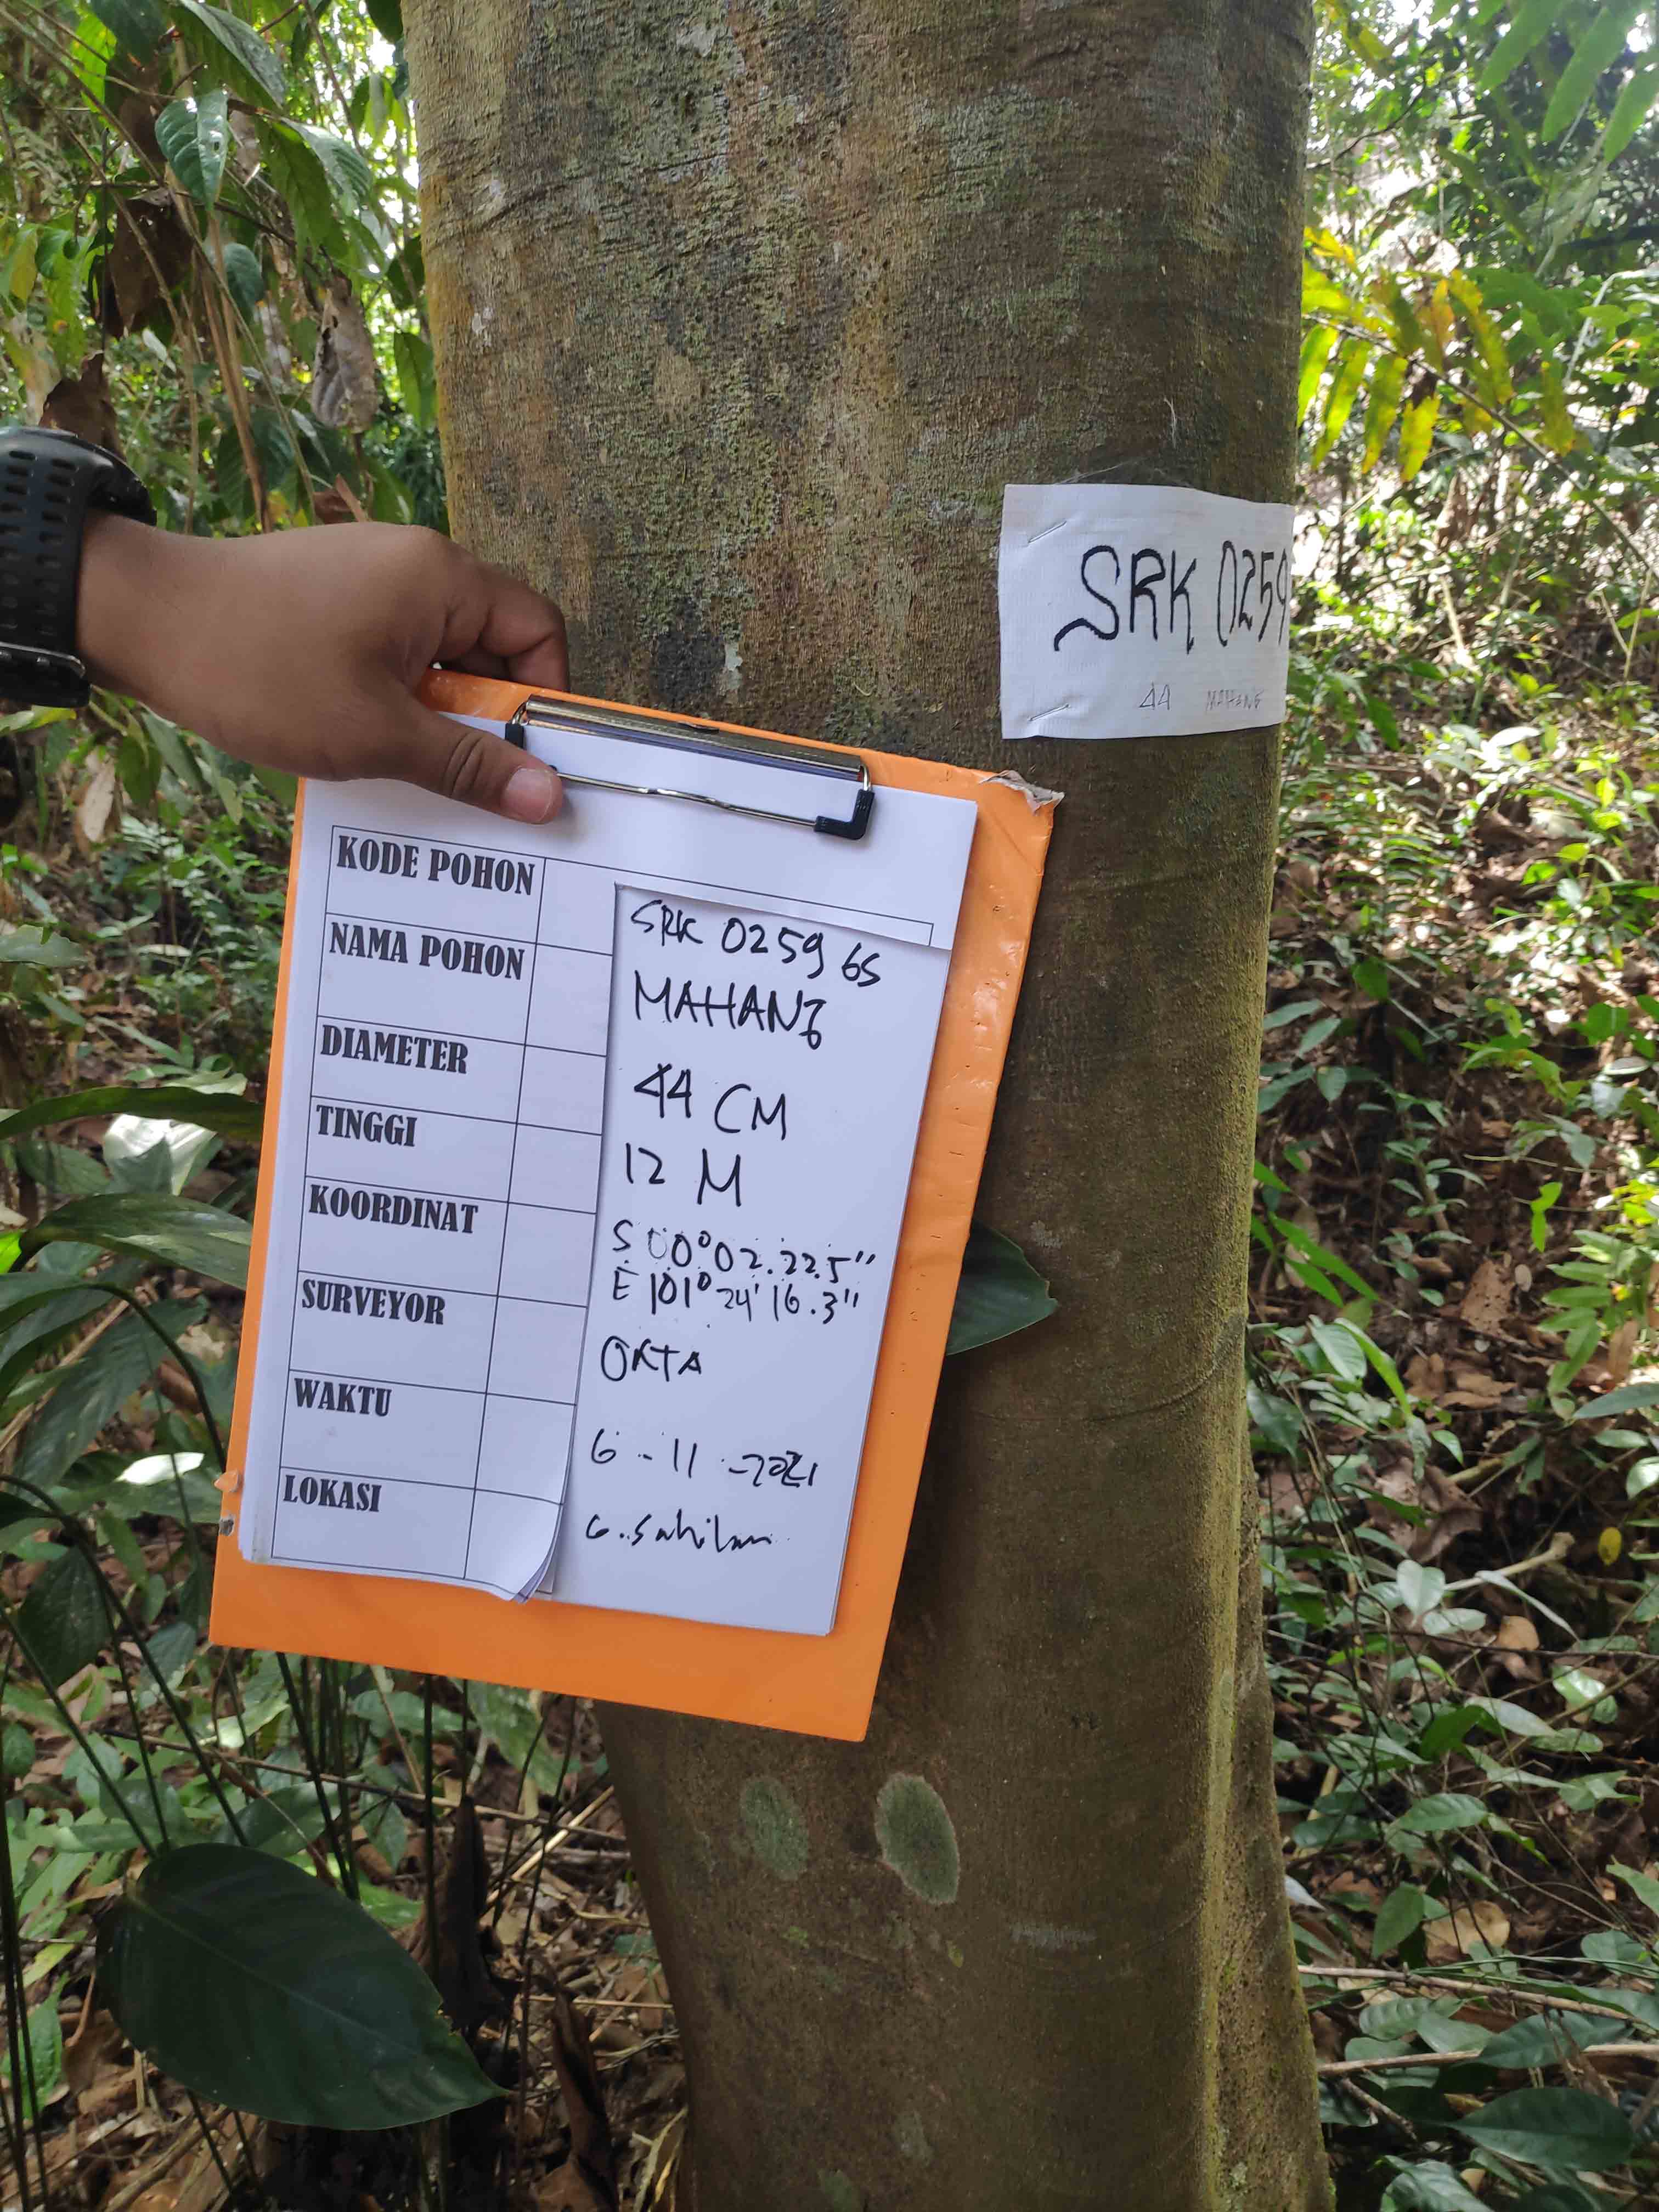 SRK 0259
44 MAHANG
KODE POHON SRK 0259 65
NAMA POHON MAHANG
DIAMETER 44 CM
TINGGI 12 M
KOORDINAT S 00° 02. 22.5"
E 101° 24' 16.3"
SURVEYOR OKTA
WAKTU 6 - 11 - 2021
LOKASI G. Sahilan